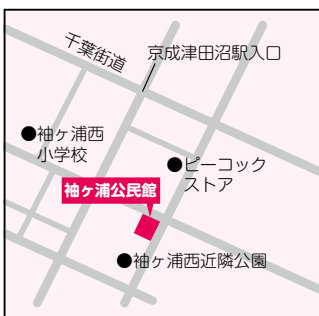 千葉街道
京成津田沼駅入口
●袖ヶ浦西
小学校
●ピーコック
ストア
袖ヶ浦公民館
●袖ヶ浦西近隣公園